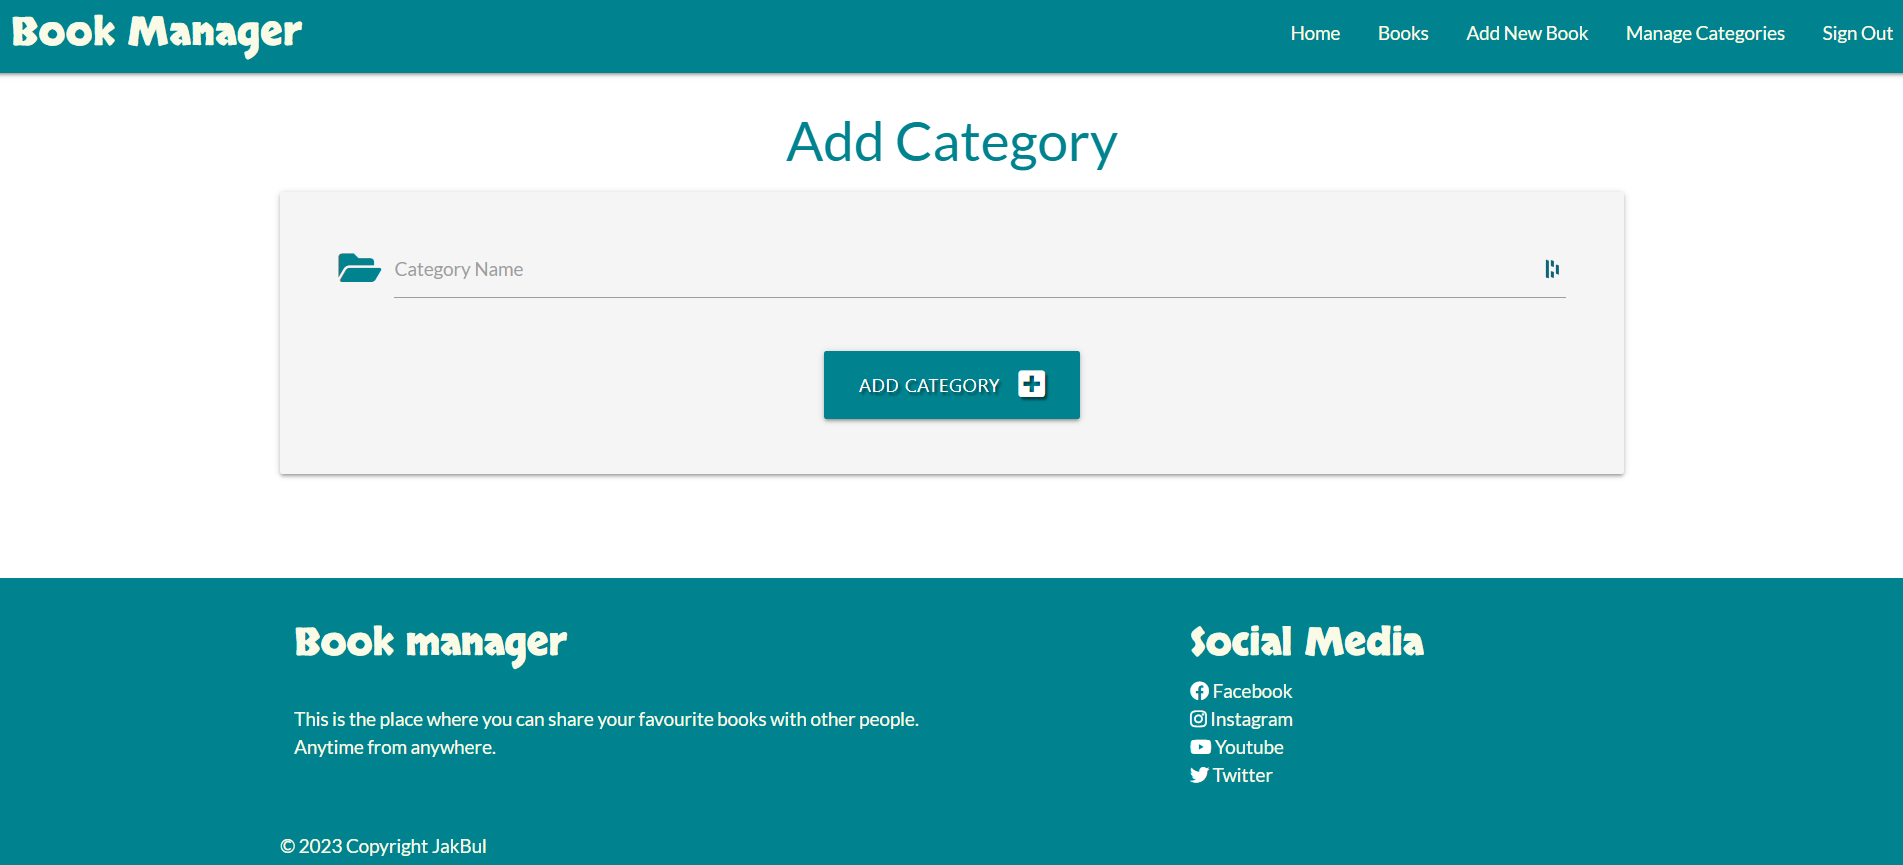 Book Manager
Home Books Add New Book Manage Categories Sign Out
Add Category
Category Name
ADD CATEGORY
Book manager
This is the place where you can share your favourite books with other people.
Anytime from anywhere.
Social Media
Facebook
Instagram
Youtube
Twitter
© 2023 Copyright JakBul